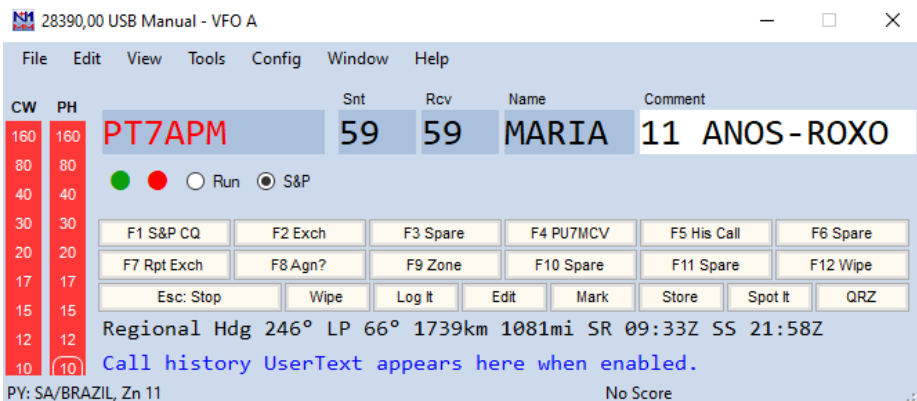 28390,00 USB Manual - VFO A
File Edit View Tools Config Window Help
CW PH Snt Rcv Name Comment
160 160 PT7APM 59 59 MARIA 11 ANOS-ROXO
80 80
Run S&P
40 40
30 30 F1 S&P CQ F2 Exch F3 Spare F4 PU7MCV F5 His Call F6 Spare
20 20 F7 Rpt Exch F8 Agn? F9 Zone F10 Spare F11 Spare F12 Wipe
17 17
Esc: Stop Wipe Log It Edit Mark Store Spot It QRZ
15 15
12 12 Regional Hdg 246° LP 66° 1739km 1081mi SR 09:33Z SS 21:58Z
10 10 Call history UserText appears here when enabled.
PY: SA/BRAZIL, Zn 11 No Score